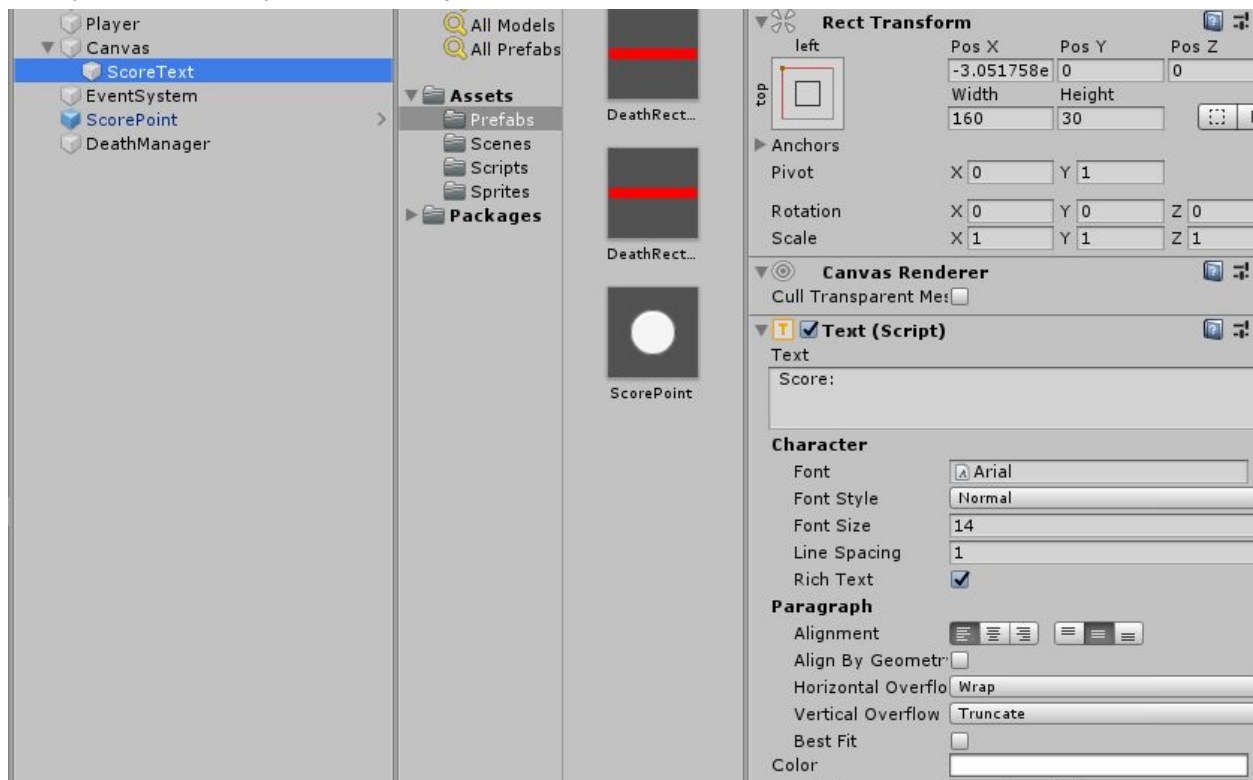 Player
Canvas
ScoreText
EventSystem
ScorePoint
DeathManager
All Models
All Prefabs
Assets
Prefabs
Scenes
Scripts
Sprites
Packages
DeathRect...
DeathRect...
ScorePoint
Rect Transform
left
top
Pos X Pos Y Pos Z
-3.051758e 0 0
Width Height
160 30
Anchors
Pivot X 0 Y 1
Rotation X 0 Y 0 Z 0
Scale X 1 Y 1 Z 1
Canvas Renderer
Cull Transparent Mes
T Text (Script)
Text
Score:
Character
Font Arial
Font Style Normal
Font Size 14
Line Spacing 1
Rich Text
Paragraph
Alignment
Align By Geometr
Horizontal Overflo Wrap
Vertical Overflow Truncate
Best Fit
Color